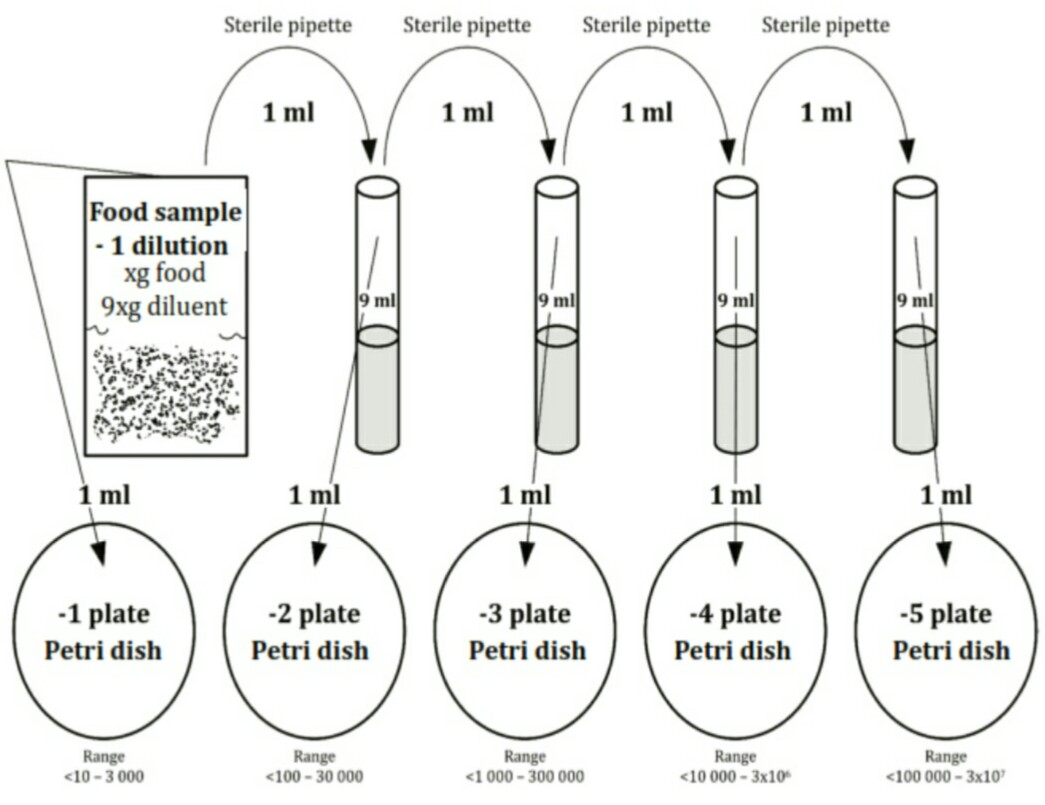 Sterile pipette
Sterile pipette
Sterile pipette
Sterile pipette
1 ml
1 ml
1 ml
1 ml
Food sample
- 1 dilution
xg food
9xg diluent
9 ml
9 ml
9 ml
9 ml
1 ml
1 ml
1 ml
1 ml
1 ml
-1 plate
Petri dish
-2 plate
Petri dish
-3 plate
Petri dish
-4 plate
Petri dish
-5 plate
Petri dish
Range
<10 – 3 000
Range
<100 – 30 000
Range
<1 000 – 300 000
Range
<10 000 – 3x10⁶
Range
<100 000 – 3x10⁷